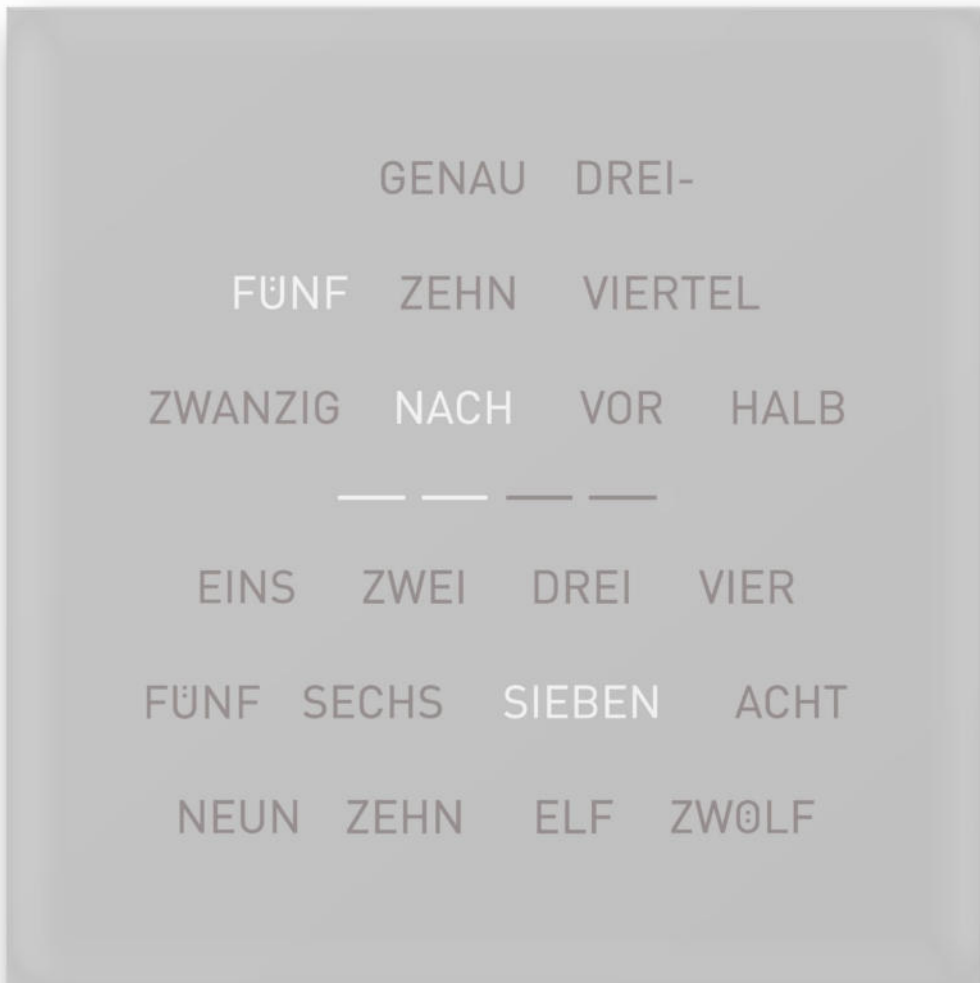 GENAU DREI-
FÜNF ZEHN VIERTEL
ZWANZIG NACH VOR HALB
EINS ZWEI DREI VIER
FÜNF SECHS SIEBEN ACHT
NEUN ZEHN ELF ZWÖLF